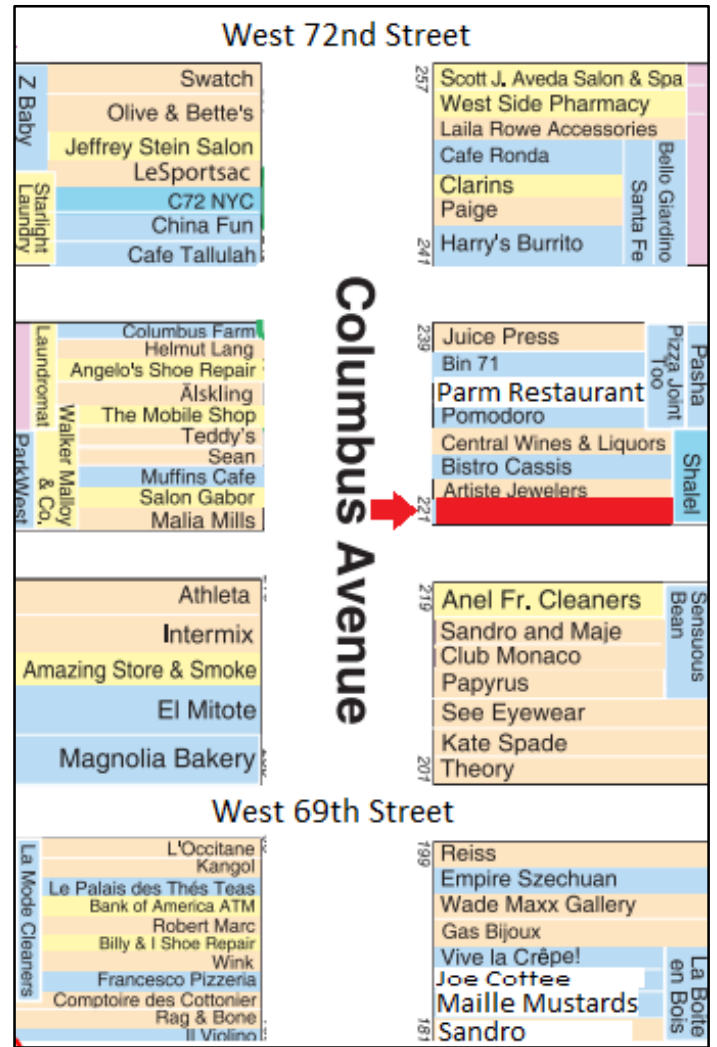 West 72nd Street
Z Baby
Starlight
Laundry
Swatch
Olive & Bette's
Jeffrey Stein Salon
LeSportsac
C72 NYC
China Fun
Cafe Tallulah
257
Scott J. Aveda Salon & Spa
West Side Pharmacy
Laila Rowe Accessories
Cafe Ronda
Clarins
Paige
Harry's Burrito
241
Santa Fe
Bello Giardino
Columbus Avenue
Laundromat
ParkWest
Walker Malloy
& Co.
Columbus Farm
Helmut Lang
Angelo's Shoe Repair
Älskling
The Mobile Shop
Teddy's
Sean
Muffins Cafe
Salon Gabor
Malia Mills
239
Juice Press
Bin 71
Parm Restaurant
Pomodoro
Central Wines & Liquors
Bistro Cassis
Artiste Jewelers
221
Pizza Joint
Too
Pasha
Shalel
Athleta
Intermix
Amazing Store & Smoke
El Mitote
Magnolia Bakery
219
Anel Fr. Cleaners
Sandro and Maje
Club Monaco
Papyrus
See Eyewear
Kate Spade
Theory
201
Sensuous
Bean
West 69th Street
La Mode Cleaners
L'Occitane
Kangol
Le Palais des Thés Teas
Bank of America ATM
Robert Marc
Billy & I Shoe Repair
Wink
Francesco Pizzeria
Comptoire des Cottonier
Rag & Bone
Il Violino
199
Reiss
Empire Szechuan
Wade Maxx Gallery
Gas Bijoux
Vive la Crêpe!
Joe Coffee
Maille Mustards
Sandro
181
La Boite
en Bois